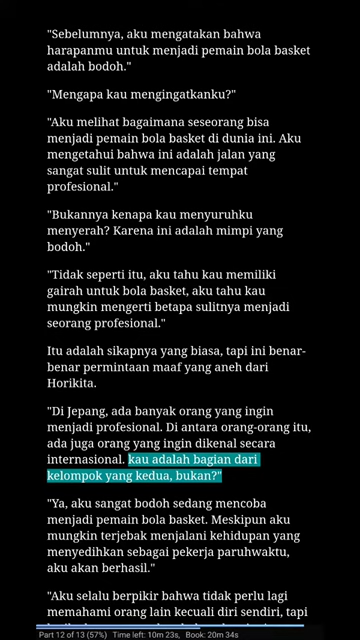 "Sebelumnya, aku mengatakan bahwa
harapanmu untuk menjadi pemain bola basket
adalah bodoh."
"Mengapa kau mengingatkanku?"
"Aku melihat bagaimana seseorang bisa
menjadi pemain bola basket di dunia ini. Aku
mengetahui bahwa ini adalah jalan yang
sangat sulit untuk mencapai tempat
profesional."
"Bukannya kenapa kau menyuruhku
menyerah? Karena ini adalah mimpi yang
bodoh."
"Tidak seperti itu, aku tahu kau memiliki
gairah untuk bola basket, aku tahu kau
mungkin mengerti betapa sulitnya menjadi
seorang profesional."
Itu adalah sikapnya yang biasa, tapi ini benar-
benar permintaan maaf yang aneh dari
Horikita.
"Di Jepang, ada banyak orang yang ingin
menjadi profesional. Di antara orang-orang itu,
ada juga orang yang ingin dikenal secara
internasional. kau adalah bagian dari
kelompok yang kedua, bukan?"
"Ya, aku sangat bodoh sedang mencoba
menjadi pemain bola basket. Meskipun aku
mungkin terjebak menjalani kehidupan yang
menyedihkan sebagai pekerja paruhwaktu,
aku akan berhasil."
"Aku selalu berpikir bahwa tidak perlu lagi
memahami orang lain kecuali diri sendiri, tapi
Part 12 of 13 (57%) Time left: 10m 23s, Book: 20m 34s